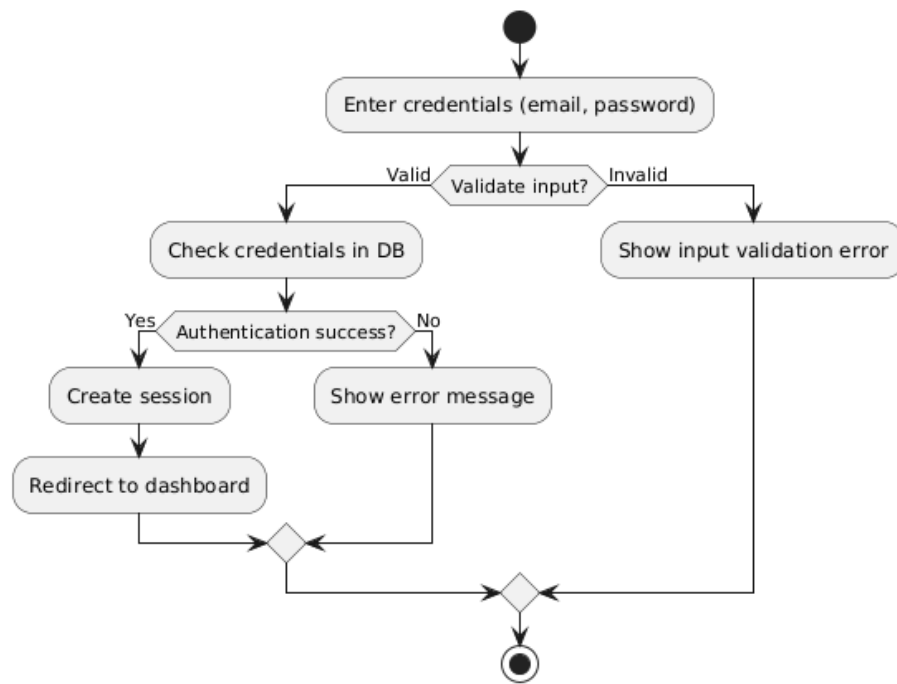 Enter credentials (email, password)
Valid
Validate input?
Invalid
Check credentials in DB
Show input validation error
Yes
Authentication success?
No
Create session
Show error message
Redirect to dashboard